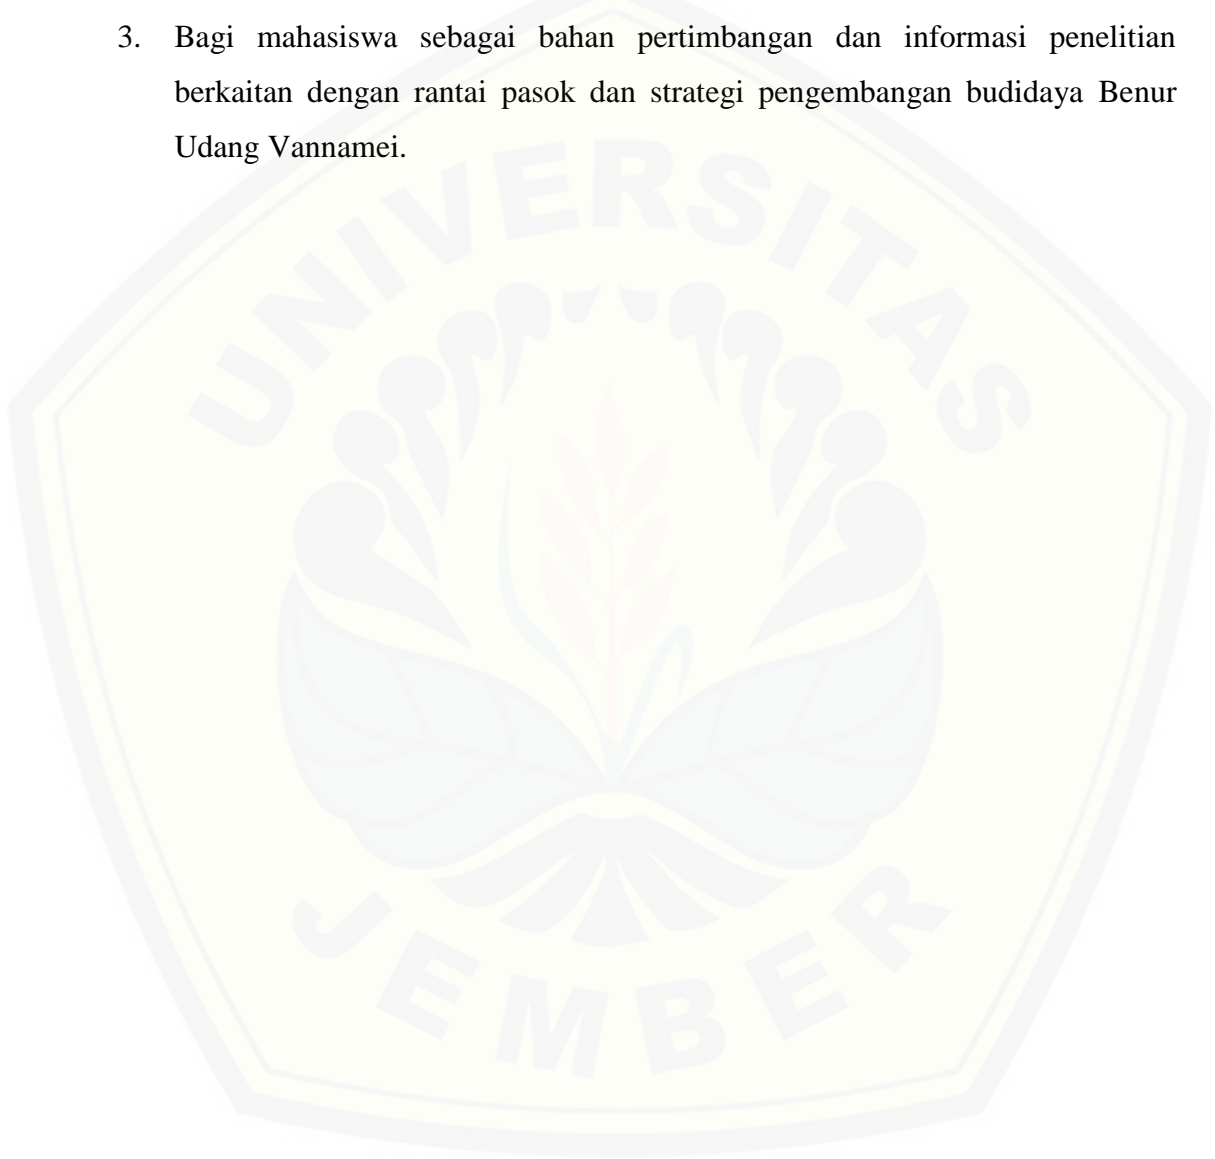 3. Bagi mahasiswa sebagai bahan pertimbangan dan informasi penelitian
berkaitan dengan rantai pasok dan strategi pengembangan budidaya Benur
Udang Vannamei.
UNIVERSITAS
JEMBER